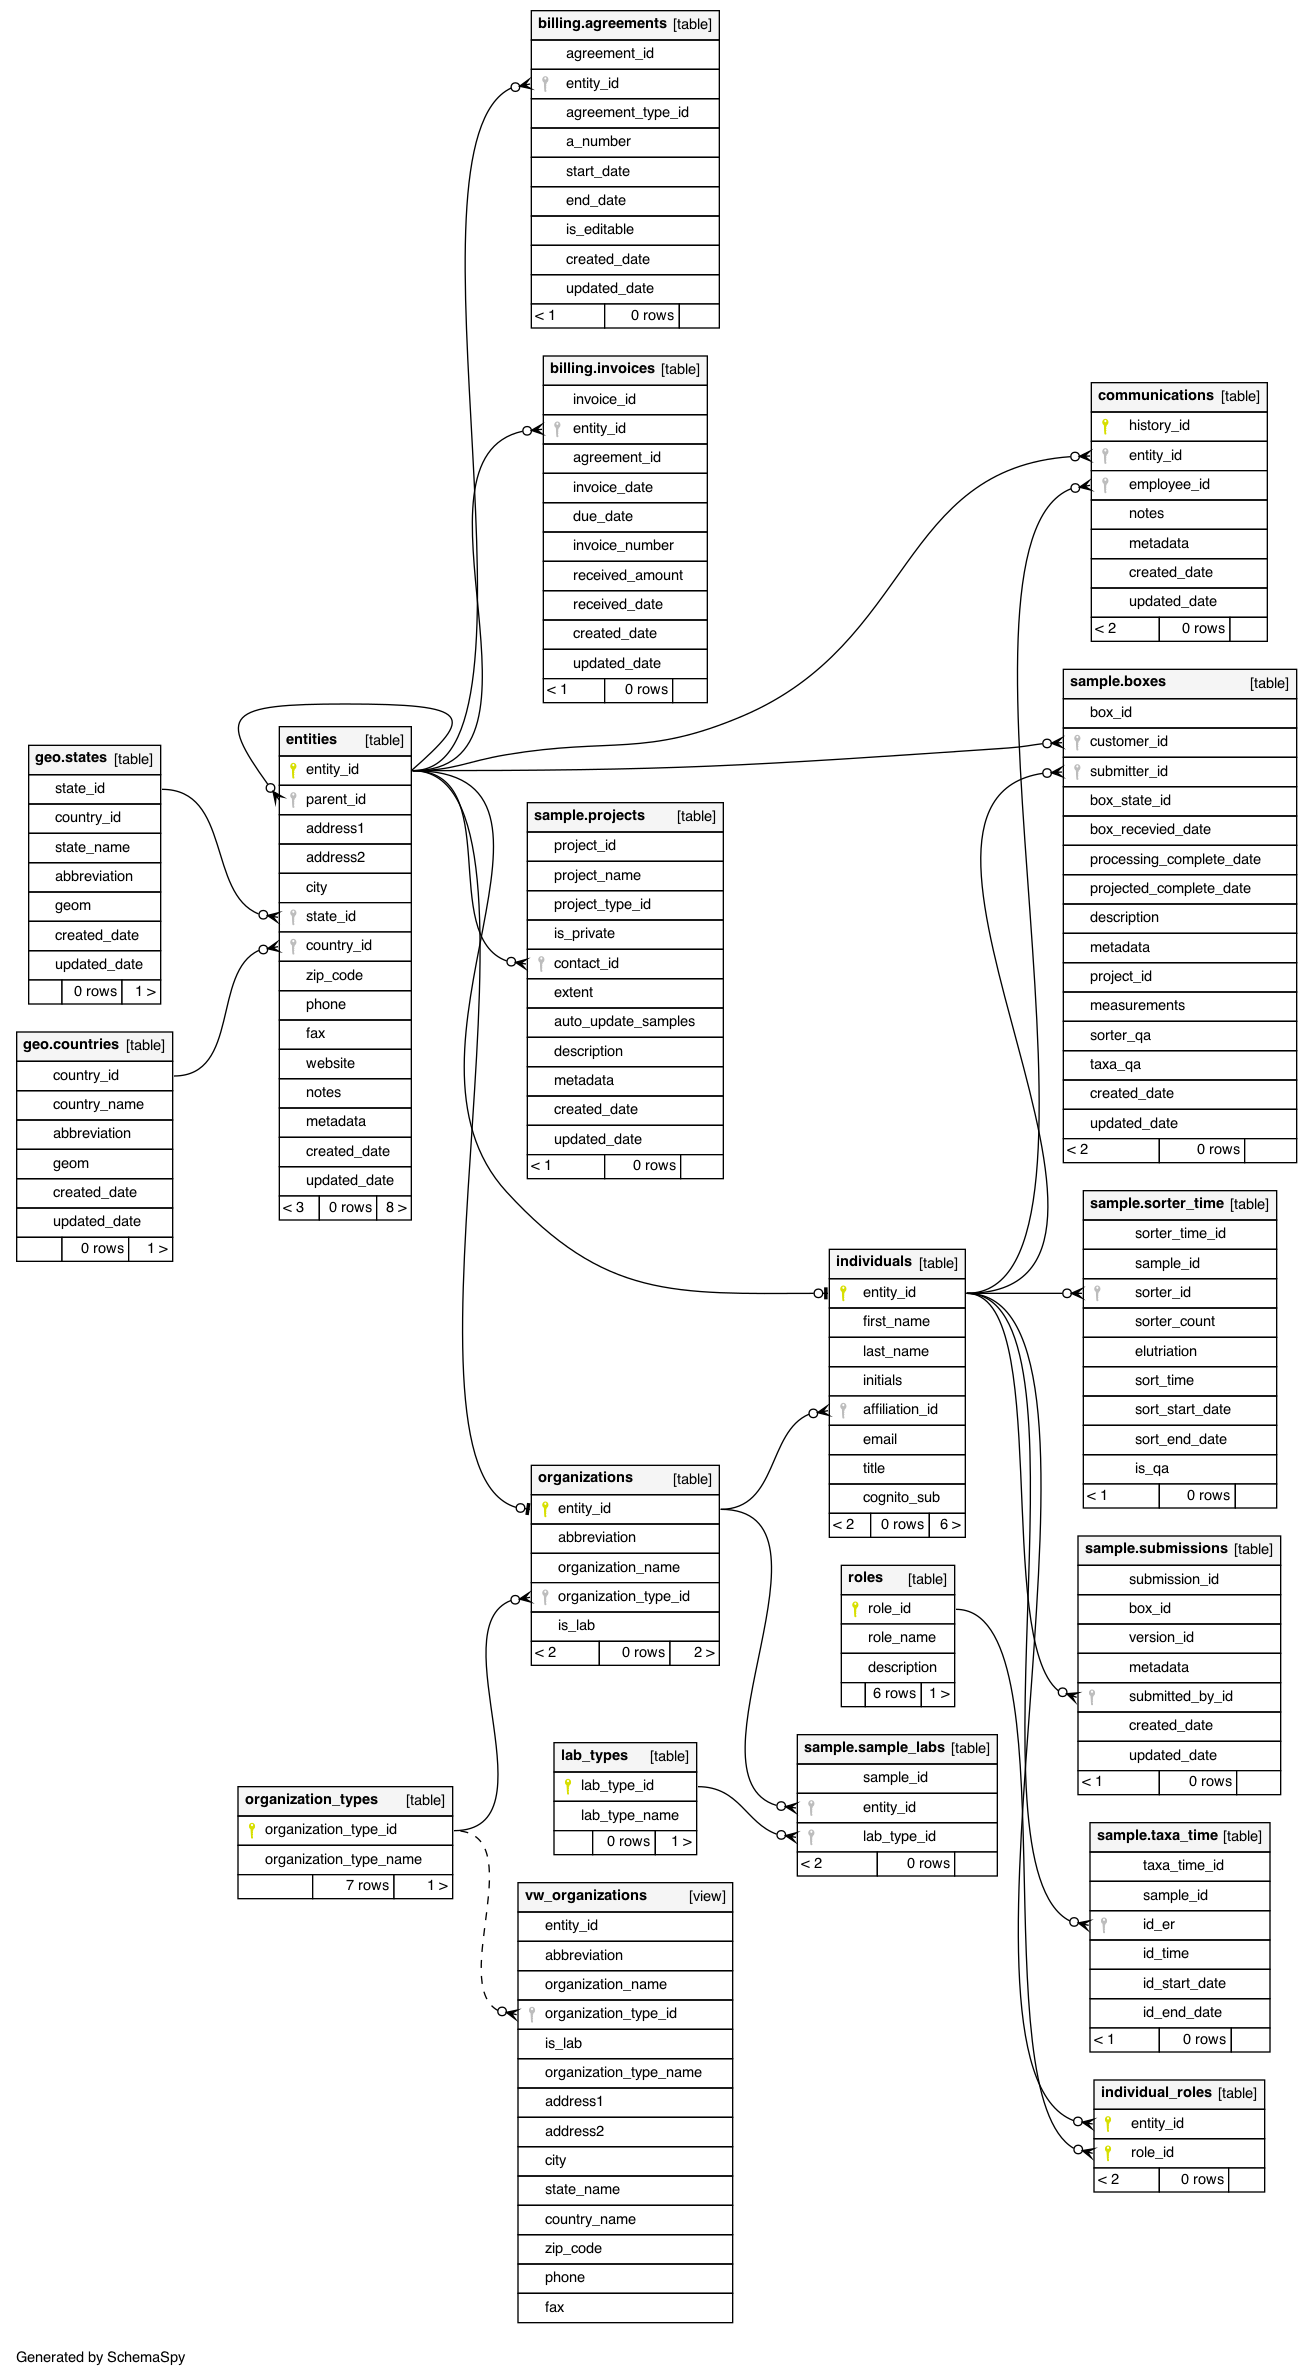 billing.agreements [table]
agreement_id
entity_id
agreement_type_id
a_number
start_date
end_date
is_editable
created_date
updated_date
< 1 0 rows
billing.invoices [table]
invoice_id
entity_id
agreement_id
invoice_date
due_date
invoice_number
received_amount
received_date
created_date
updated_date
< 1 0 rows
communications [table]
history_id
entity_id
employee_id
notes
metadata
created_date
updated_date
< 2 0 rows
sample.boxes [table]
box_id
customer_id
submitter_id
box_state_id
box_recevied_date
processing_complete_date
projected_complete_date
description
metadata
project_id
measurements
sorter_qa
taxa_qa
created_date
updated_date
< 2 0 rows
entities [table]
entity_id
parent_id
address1
address2
city
state_id
country_id
zip_code
phone
fax
website
notes
metadata
created_date
updated_date
< 3 0 rows 8 >
geo.states [table]
state_id
country_id
state_name
abbreviation
geom
created_date
updated_date
0 rows 1 >
geo.countries [table]
country_id
country_name
abbreviation
geom
created_date
updated_date
0 rows 1 >
sample.projects [table]
project_id
project_name
project_type_id
is_private
contact_id
extent
auto_update_samples
description
metadata
created_date
updated_date
< 1 0 rows
sample.sorter_time [table]
sorter_time_id
sample_id
sorter_id
sorter_count
elutriation
sort_time
sort_start_date
sort_end_date
is_qa
< 1 0 rows
individuals [table]
entity_id
first_name
last_name
initials
affiliation_id
email
title
cognito_sub
< 2 0 rows 6 >
organizations [table]
entity_id
abbreviation
organization_name
organization_type_id
is_lab
< 2 0 rows 2 >
roles [table]
role_id
role_name
description
6 rows 1 >
sample.submissions [table]
submission_id
box_id
version_id
metadata
submitted_by_id
created_date
updated_date
< 1 0 rows
lab_types [table]
lab_type_id
lab_type_name
0 rows 1 >
sample.sample_labs [table]
sample_id
entity_id
lab_type_id
< 2 0 rows
organization_types [table]
organization_type_id
organization_type_name
7 rows 1 >
sample.taxa_time [table]
taxa_time_id
sample_id
id_er
id_time
id_start_date
id_end_date
< 1 0 rows
vw_organizations [view]
entity_id
abbreviation
organization_name
organization_type_id
is_lab
organization_type_name
address1
address2
city
state_name
country_name
zip_code
phone
fax
individual_roles [table]
entity_id
role_id
< 2 0 rows
Generated by SchemaSpy